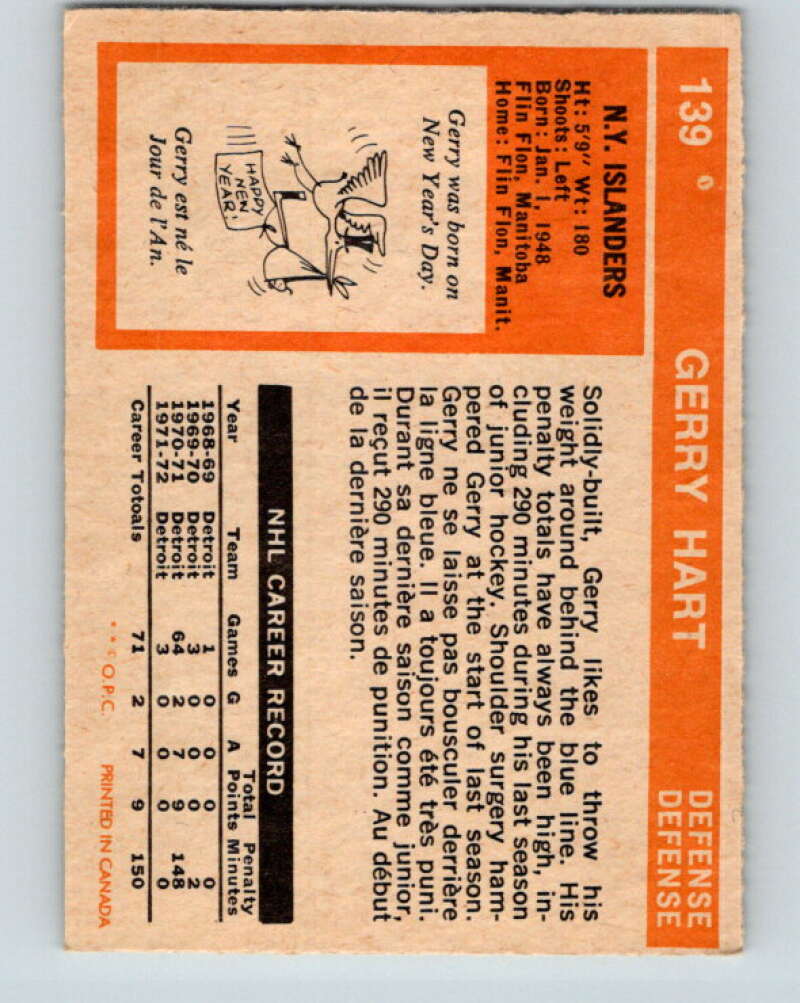 139
GERRY HART
DEFENSE
DEFENSE
N.Y. ISLANDERS
Ht: 5'9" Wt: 180
Shoots: Left
Born: Jan. 1, 1948
Flin Flon, Manitoba
Home: Flin Flon, Manit.
Gerry was born on
New Year's Day.
HAPPY
NEW
YEAR!
Gerry est né le
Jour de l'An.
Solidly-built, Gerry likes to throw his
weight around behind the blue line. His
penalty totals have always been high, in-
cluding 290 minutes during his last season
of junior hockey. Shoulder surgery ham-
pered Gerry at the start of last season.
Gerry ne se laisse pas bousculer derrière
la ligne bleue. Il a toujours été très puni.
Durant sa dernière saison comme junior,
il reçut 290 minutes de punition. Au début
de la dernière saison.
NHL CAREER RECORD
Total Penalty
Year Team Games G A Points Minutes
1968-69 Detroit 1 0 0 0 0
1969-70 Detroit 3 0 0 0 2
1970-71 Detroit 64 2 7 9 148
1971-72 Detroit 3 0 0 0 0
Career Totoals 71 2 7 9 150
* * © O.P.C. PRINTED IN CANADA